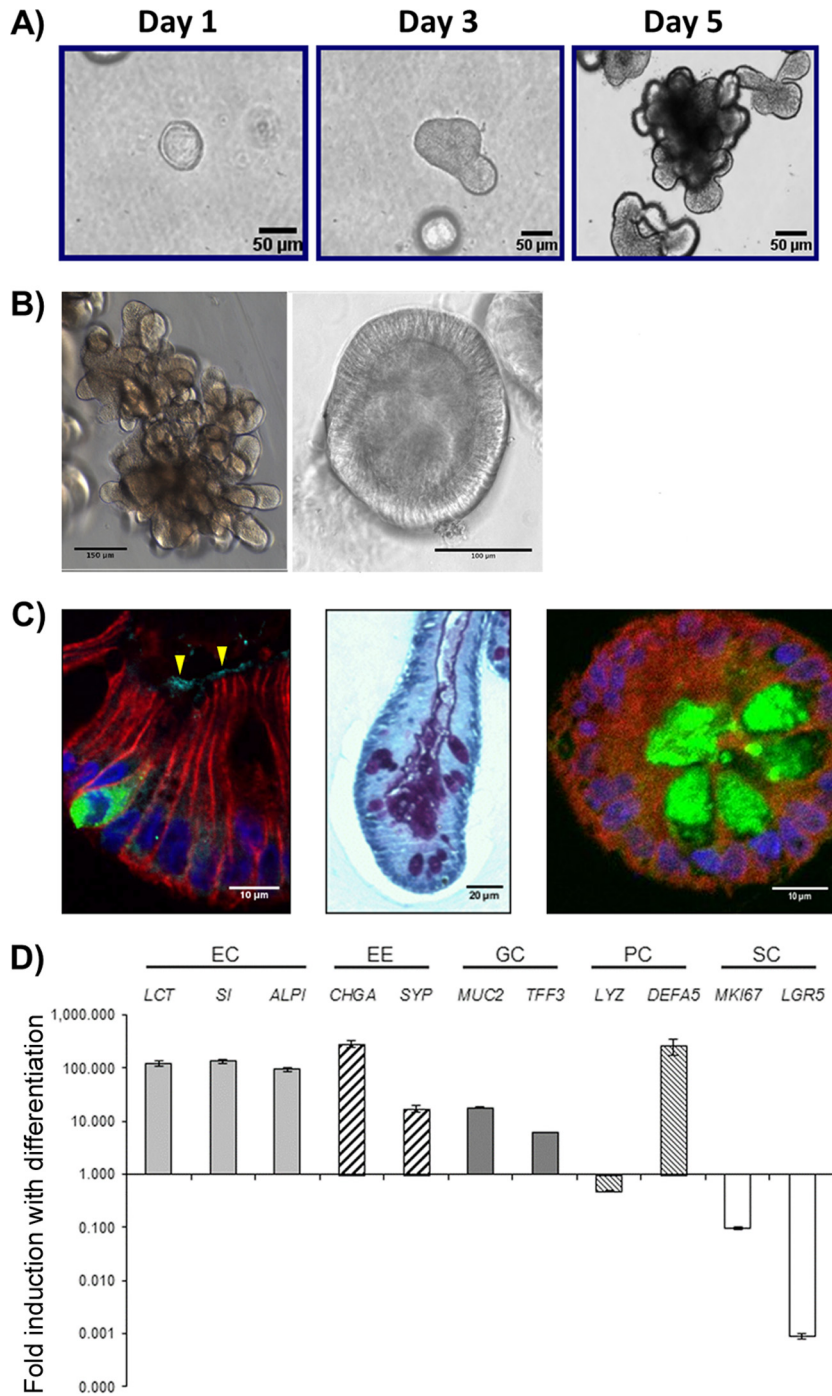 A)
Day 1 Day 3 Day 5
50 µm 50 µm 50 µm
B)
150 µm 100 µm
C)
10 µm 20 µm 10 µm
D)
EC EE GC PC SC
LCT SI ALPI CHGA SYP MUC2 TFF3 LYZ DEFA5 MKI67 LGR5
Fold induction with differentiation
1,000.000
100.000
10.000
1.000
0.100
0.010
0.001
0.000